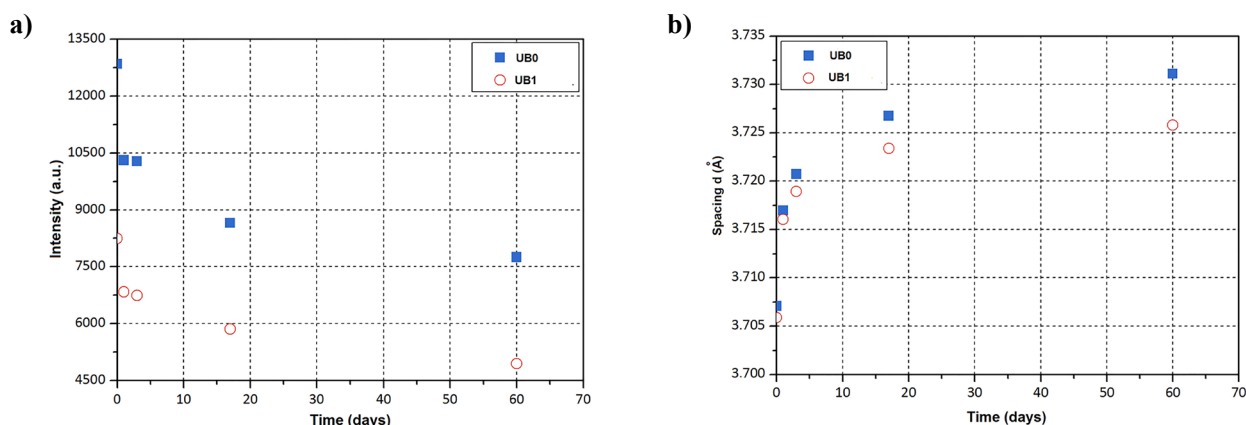 a)
13500
12000
10500
9000
7500
6000
4500
Intensity (a.u.)
UB0
UB1
0 10 20 30 40 50 60 70
Time (days)
b)
3.735
3.730
3.725
3.720
3.715
3.710
3.705
3.700
Spacing d (Å)
UB0
UB1
0 10 20 30 40 50 60 70
Time (days)